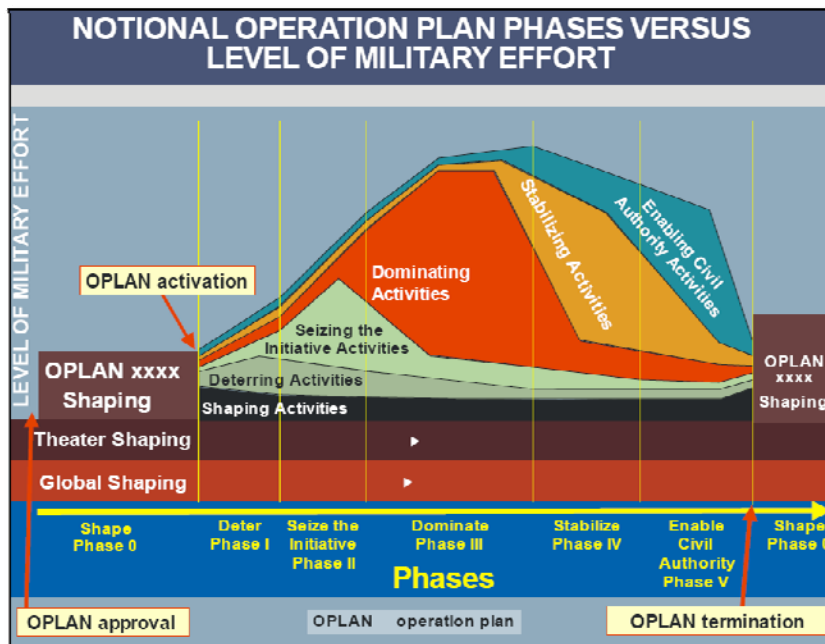 NOTIONAL OPERATION PLAN PHASES VERSUS
LEVEL OF MILITARY EFFORT
LEVEL OF MILITARY EFFORT
OPLAN activation
Dominating
Activities
Stabilizing Activities
Enabling Civil
Authority Activities
Seizing the
Initiative Activities
Deterring Activities
Shaping Activities
OPLAN xxxx
Shaping
OPLAN
xxxx
Shaping
Theater Shaping
Global Shaping
Shape
Phase 0
Deter
Phase I
Seize the
Initiative
Phase II
Dominate
Phase III
Stabilize
Phase IV
Enable
Civil
Authority
Phase V
Shape
Phase 0
Phases
OPLAN approval
OPLAN operation plan
OPLAN termination